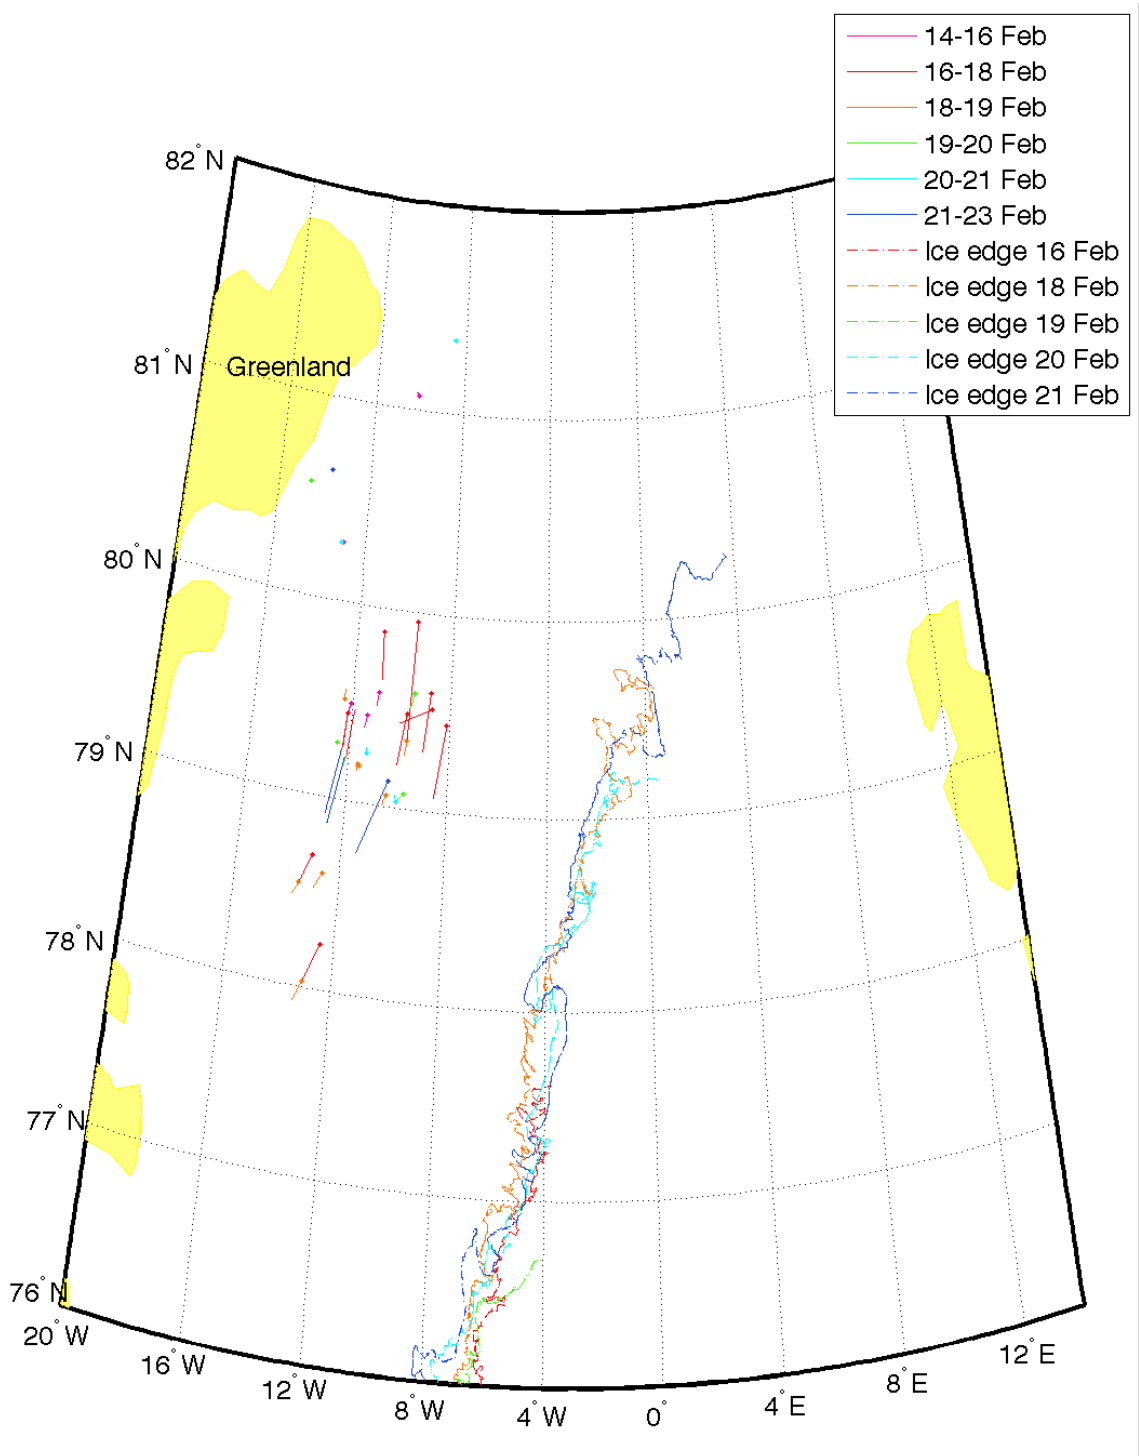 14-16 Feb
16-18 Feb
18-19 Feb
19-20 Feb
20-21 Feb
21-23 Feb
Ice edge 16 Feb
Ice edge 18 Feb
Ice edge 19 Feb
Ice edge 20 Feb
Ice edge 21 Feb
82°N
81°N
Greenland
80°N
79°N
78°N
77°N
76°N
20°W
16°W
12°W
8°W
4°W
0°
4°E
8°E
12°E